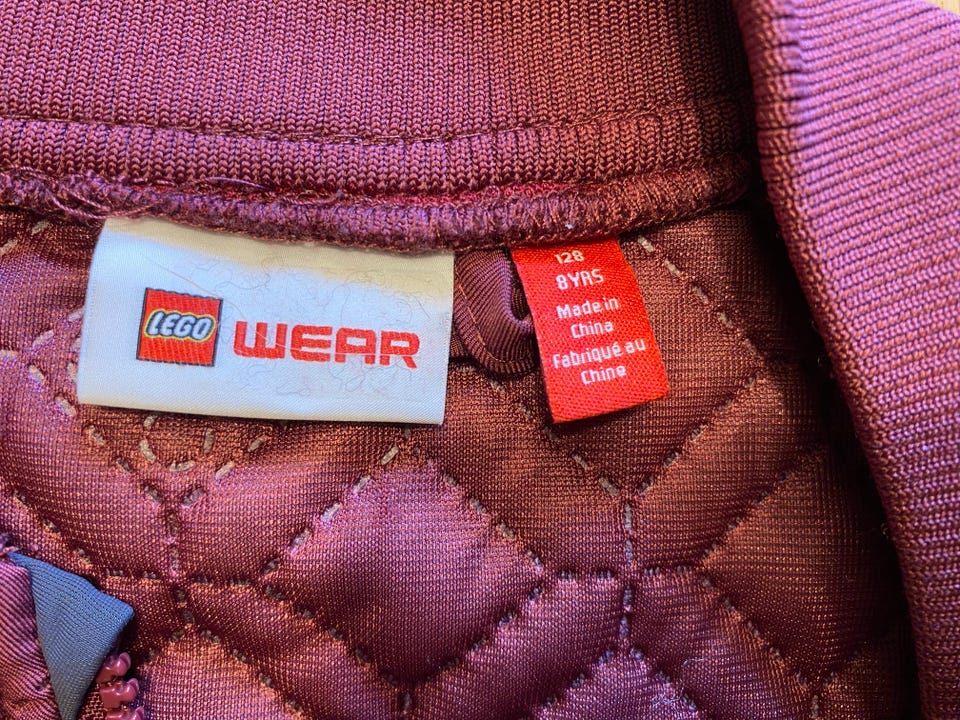 LEGO WEAR
128
8YRS
Made in
China
Fabriqué au
Chine